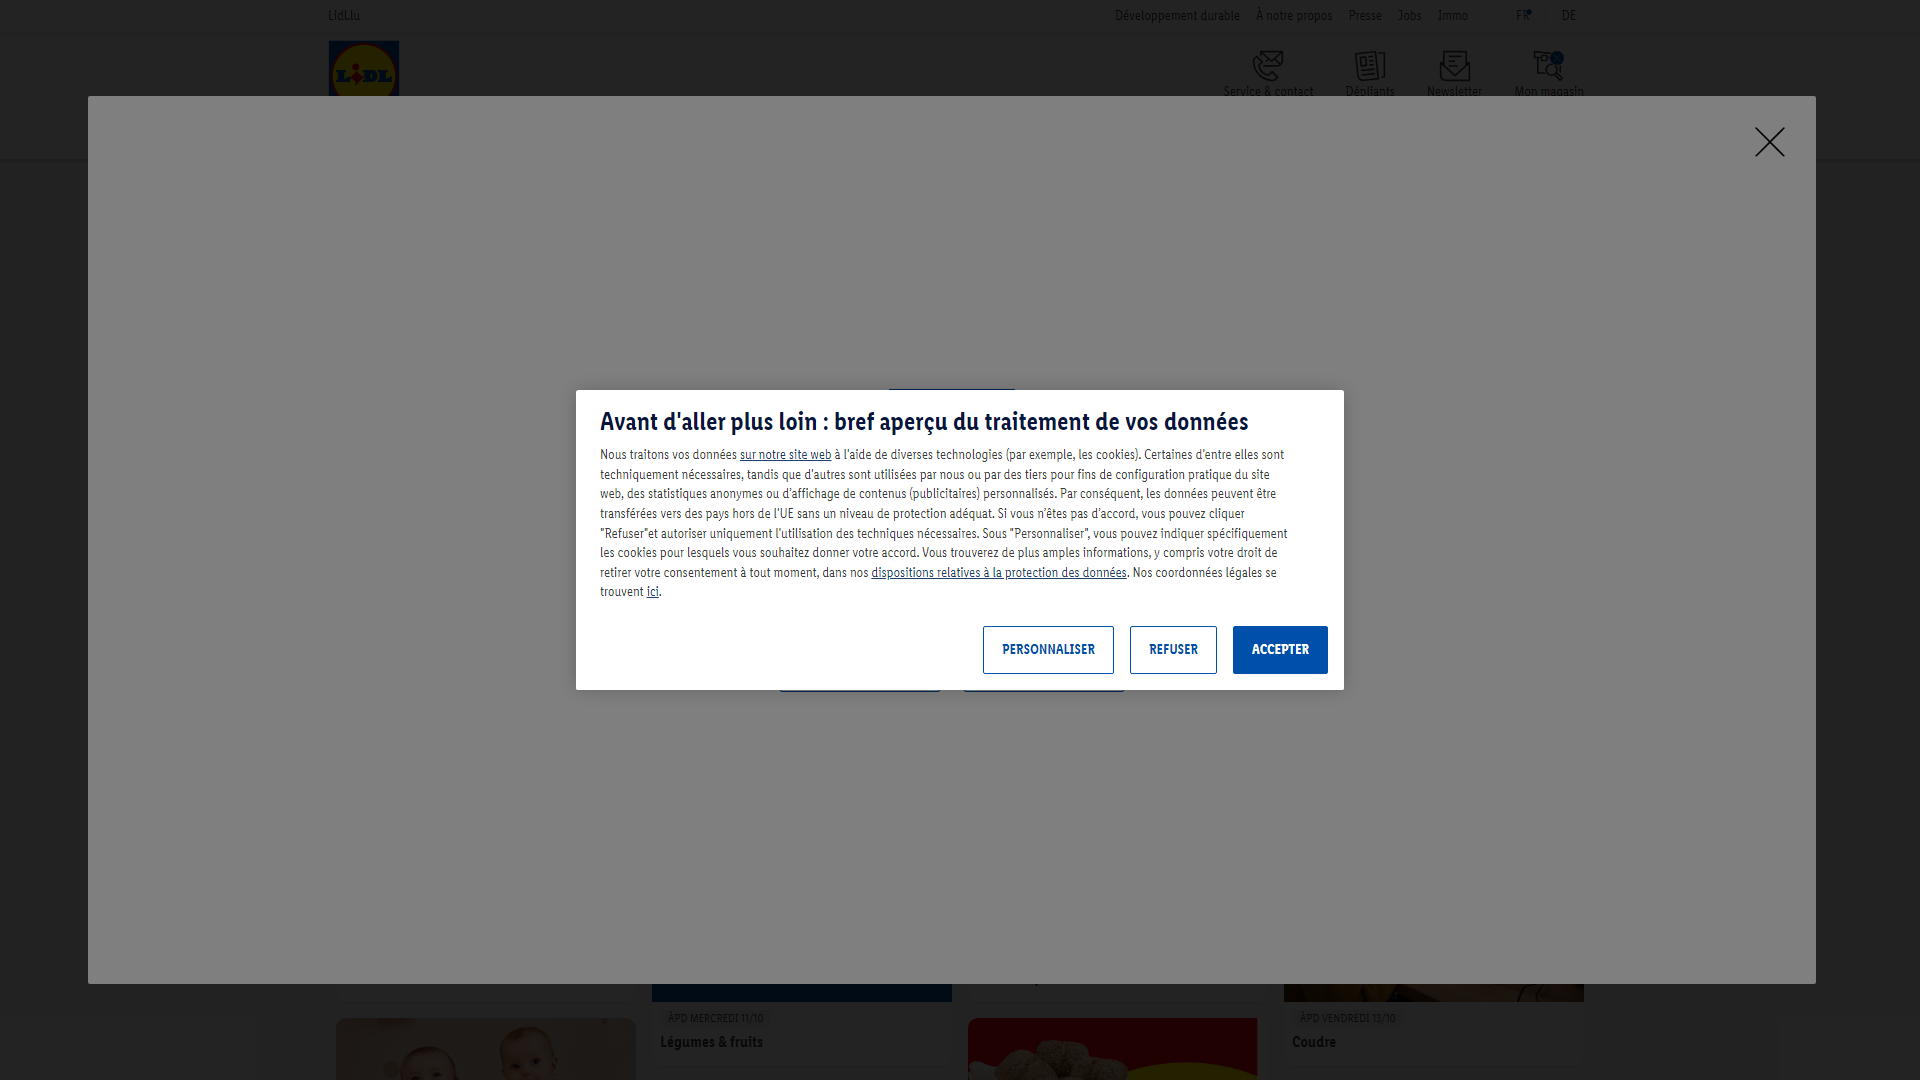 Lidl.lu
Développement durable
À notre propos
Presse
Jobs
Immo
FR
DE
LIDL
Service & contact
Dépliants
Newsletter
Mon magasin
Avant d'aller plus loin : bref aperçu du traitement de vos données
Nous traitons vos données sur notre site web à l'aide de diverses technologies (par exemple, les cookies). Certaines d'entre elles sont
techniquement nécessaires, tandis que d'autres sont utilisées par nous ou par des tiers pour fins de configuration pratique du site
web, des statistiques anonymes ou d'affichage de contenus (publicitaires) personnalisés. Par conséquent, les données peuvent être
transférées vers des pays hors de l'UE sans un niveau de protection adéquat. Si vous n'êtes pas d'accord, vous pouvez cliquer
"Refuser"et autoriser uniquement l'utilisation des techniques nécessaires. Sous "Personnaliser", vous pouvez indiquer spécifiquement
les cookies pour lesquels vous souhaitez donner votre accord. Vous trouverez de plus amples informations, y compris votre droit de
retirer votre consentement à tout moment, dans nos dispositions relatives à la protection des données. Nos coordonnées légales se
trouvent ici.
PERSONNALISER
REFUSER
ACCEPTER
ÀPD MERCREDI 11/10
Légumes & fruits
ÀPD VENDREDI 13/10
Coudre